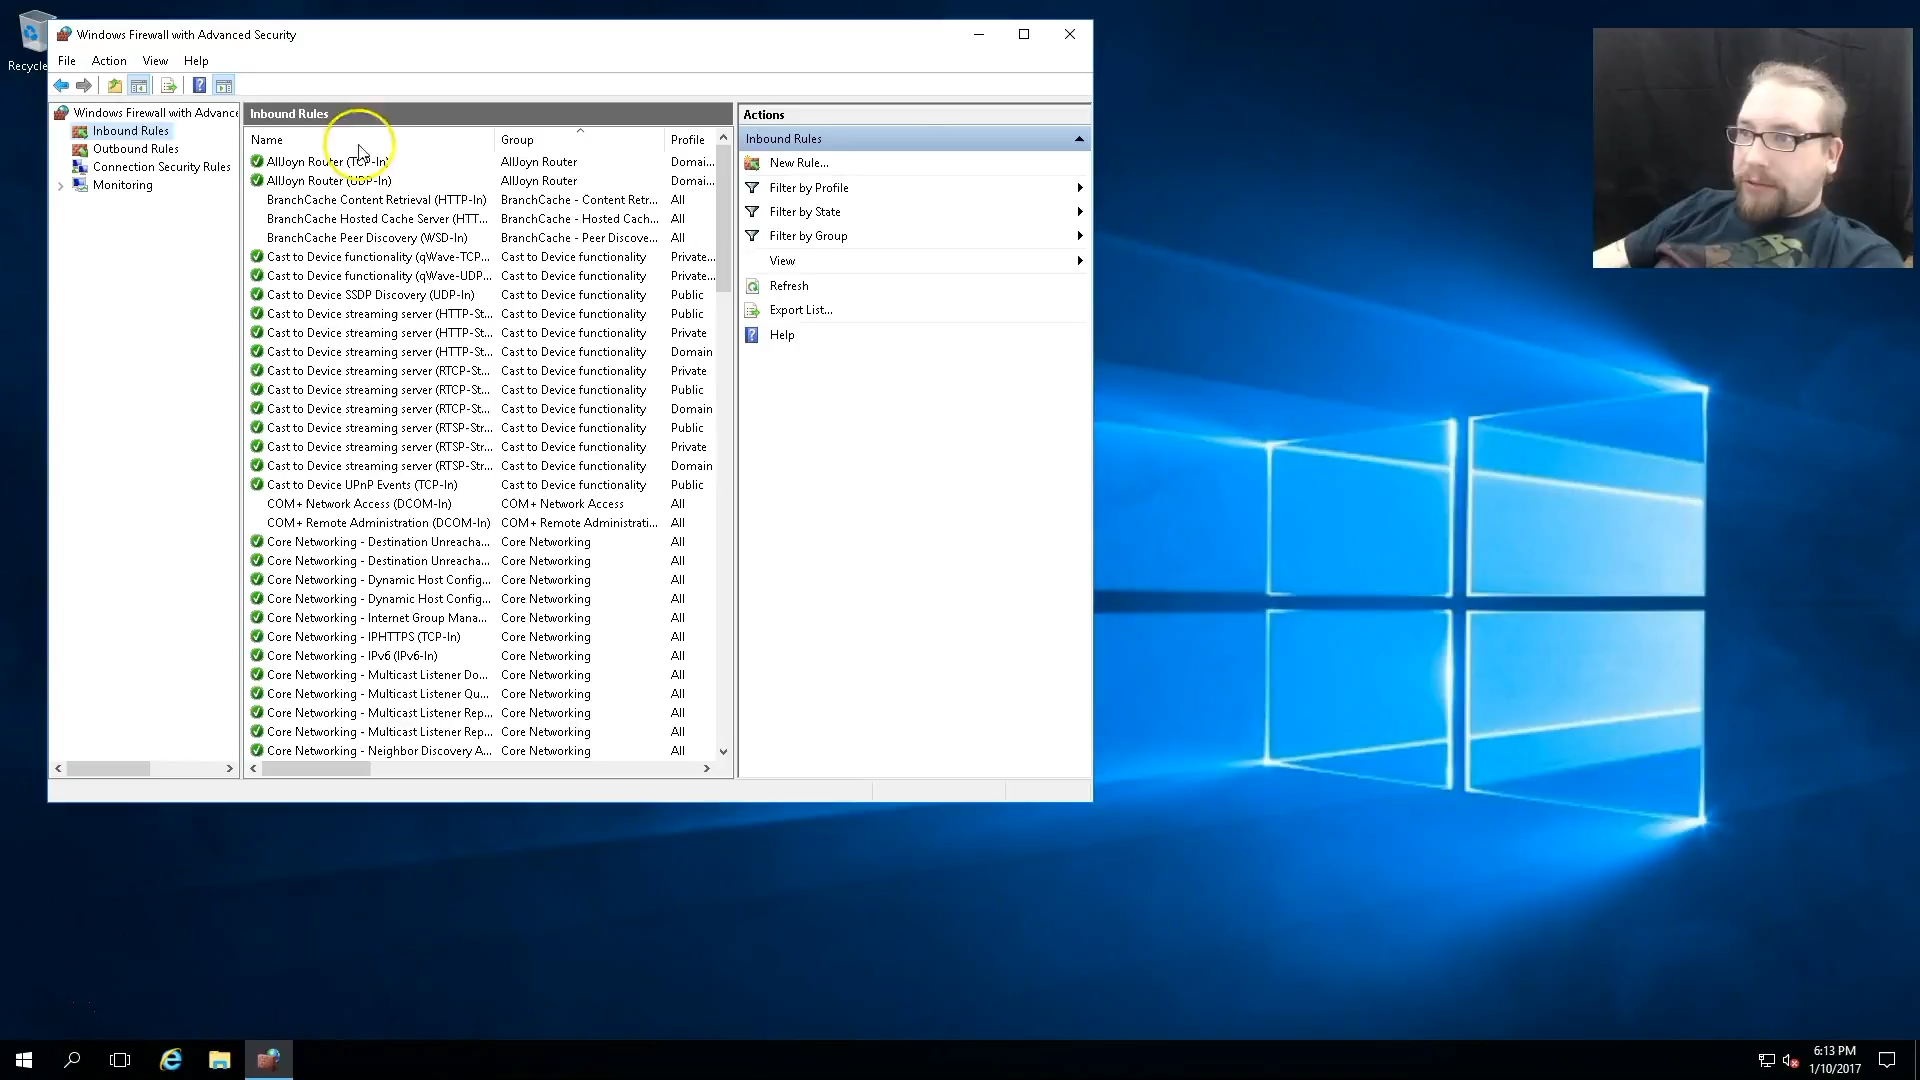 Recycle
Windows Firewall with Advanced Security
File Action View Help
Windows Firewall with Advance
Inbound Rules
Outbound Rules
Connection Security Rules
Monitoring
Inbound Rules
Name Group Profile
AllJoyn Router (TCP-In) AllJoyn Router Domai...
AllJoyn Router (UDP-In) AllJoyn Router Domai...
BranchCache Content Retrieval (HTTP-In) BranchCache - Content Retr... All
BranchCache Hosted Cache Server (HTT... BranchCache - Hosted Cach... All
BranchCache Peer Discovery (WSD-In) BranchCache - Peer Discove... All
Cast to Device functionality (qWave-TCP... Cast to Device functionality Private...
Cast to Device functionality (qWave-UDP... Cast to Device functionality Private...
Cast to Device SSDP Discovery (UDP-In) Cast to Device functionality Public
Cast to Device streaming server (HTTP-St... Cast to Device functionality Public
Cast to Device streaming server (HTTP-St... Cast to Device functionality Private
Cast to Device streaming server (HTTP-St... Cast to Device functionality Domain
Cast to Device streaming server (RTCP-St... Cast to Device functionality Private
Cast to Device streaming server (RTCP-St... Cast to Device functionality Public
Cast to Device streaming server (RTCP-St... Cast to Device functionality Domain
Cast to Device streaming server (RTSP-Str... Cast to Device functionality Public
Cast to Device streaming server (RTSP-Str... Cast to Device functionality Private
Cast to Device streaming server (RTSP-Str... Cast to Device functionality Domain
Cast to Device UPnP Events (TCP-In) Cast to Device functionality Public
COM+ Network Access (DCOM-In) COM+ Network Access All
COM+ Remote Administration (DCOM-In) COM+ Remote Administrati... All
Core Networking - Destination Unreacha... Core Networking All
Core Networking - Destination Unreacha... Core Networking All
Core Networking - Dynamic Host Config... Core Networking All
Core Networking - Dynamic Host Config... Core Networking All
Core Networking - Internet Group Mana... Core Networking All
Core Networking - IPHTTPS (TCP-In) Core Networking All
Core Networking - IPv6 (IPv6-In) Core Networking All
Core Networking - Multicast Listener Do... Core Networking All
Core Networking - Multicast Listener Qu... Core Networking All
Core Networking - Multicast Listener Rep... Core Networking All
Core Networking - Multicast Listener Rep... Core Networking All
Core Networking - Neighbor Discovery A... Core Networking All
Actions
Inbound Rules
New Rule...
Filter by Profile
Filter by State
Filter by Group
View
Refresh
Export List...
Help
6:13 PM
1/10/2017